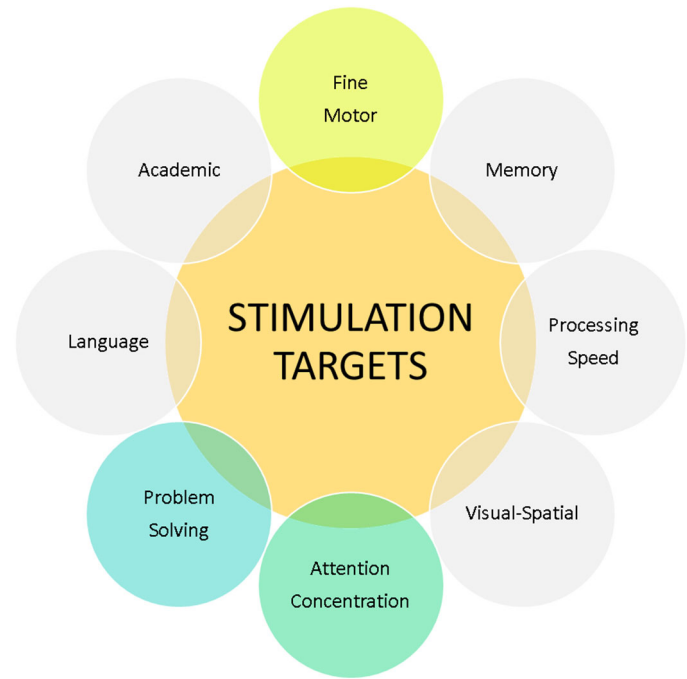 Fine
Motor
Memory
Processing
Speed
Visual-Spatial
Attention
Concentration
Problem
Solving
Language
Academic
STIMULATION
TARGETS